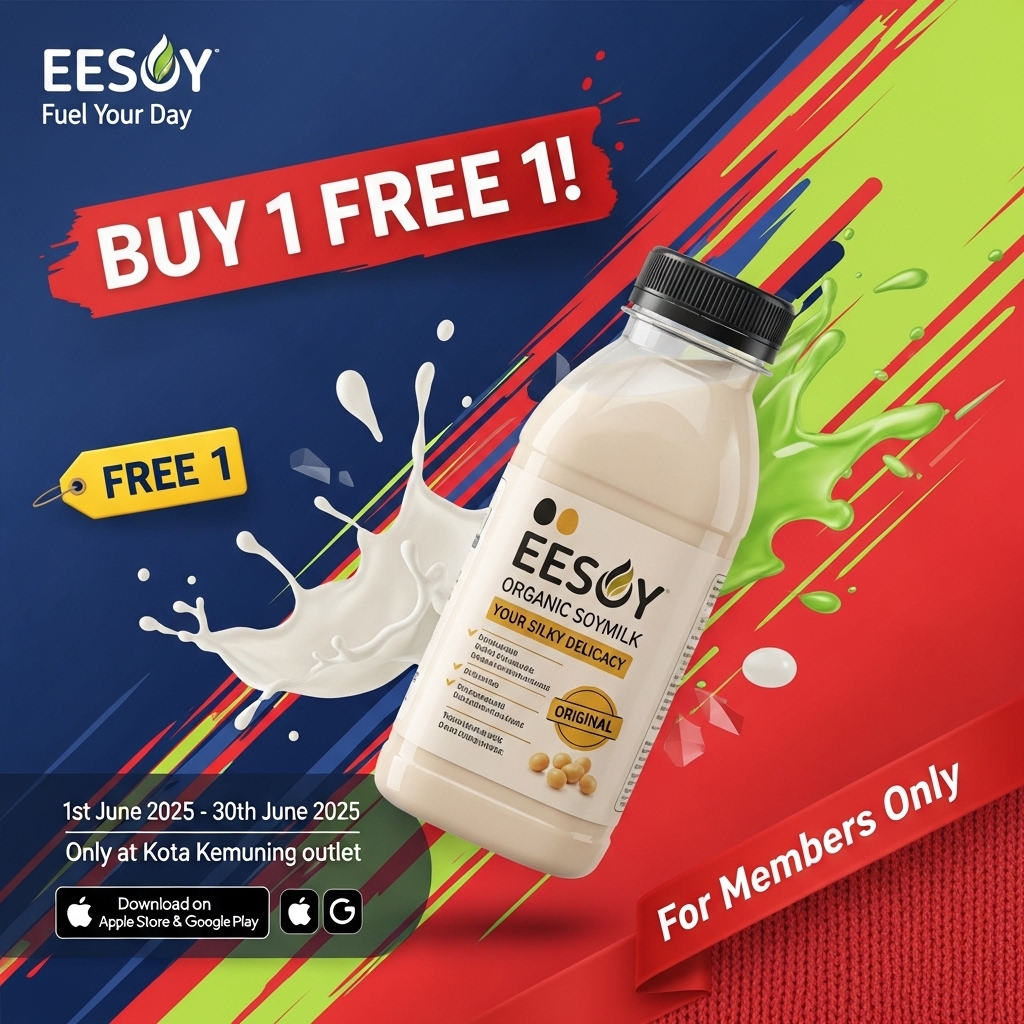 EESOY
Fuel Your Day
BUY 1 FREE 1!
FREE 1
EESOY
ORGANIC SOYMILK
YOUR SILKY DELICACY
ORIGINAL
1st June 2025 - 30th June 2025
Only at Kota Kemuning outlet
Download on
Apple Store & Google Play
G
For Members Only